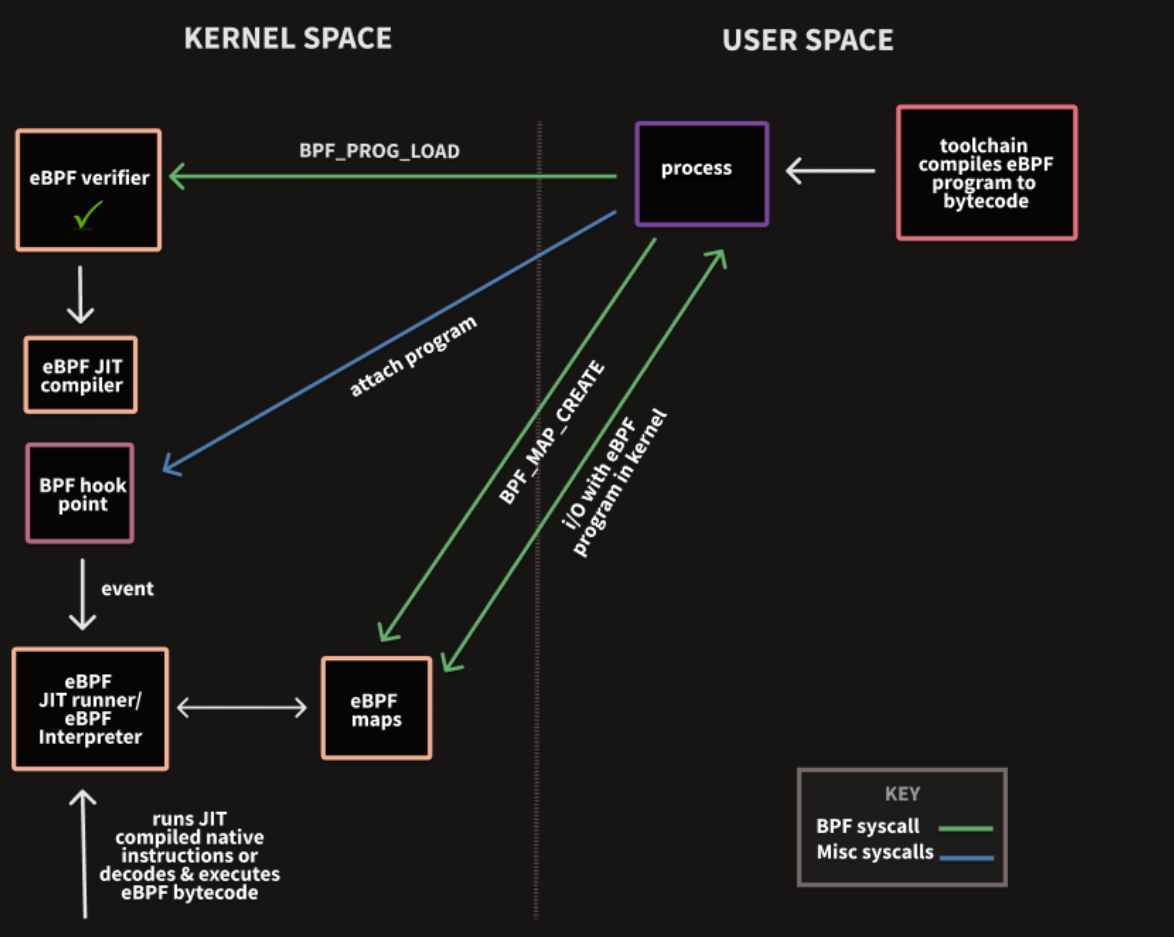 KERNEL SPACE
USER SPACE
BPF_PROG_LOAD
eBPF verifier
process
toolchain
compiles eBPF
program to
bytecode
attach program
eBPF JIT
compiler
BPF_MAP_CREATE
i/O with eBPF
program in kernel
BPF hook
point
event
eBPF
JIT runner/
eBPF
Interpreter
eBPF
maps
runs JIT
compiled native
instructions or
decodes & executes
eBPF bytecode
KEY
BPF syscall
Misc syscalls